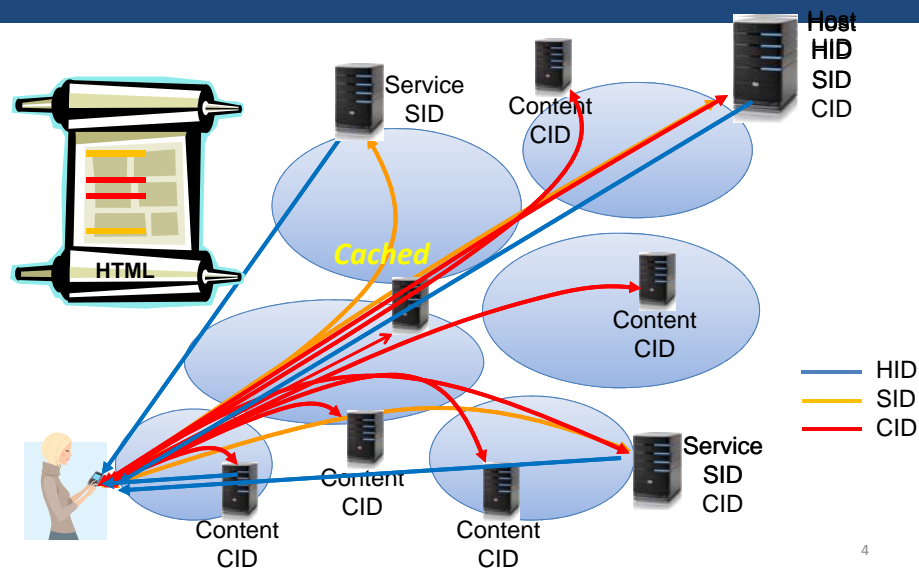 Host
HID
SID
CID
Service
SID
Content
CID
Cached
HTML
Content
CID
HID
SID
CID
Service
SID
CID
Content
CID
Content
CID
Content
CID
4